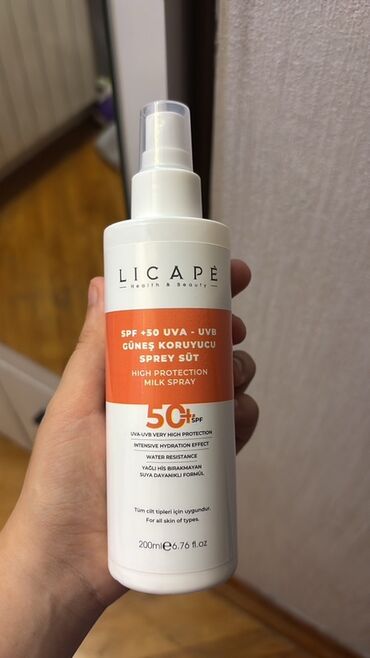 LICAPÈ
Health & Beauty
SPF +50 UVA - UVB
GÜNEŞ KORUYUCU
SPREY SÜT
HIGH PROTECTION
MILK SPRAY
50+ SPF
UVA-UVB VERY HIGH PROTECTION
INTENSIVE HYDRATION EFFECT
WATER RESISTANCE
YAĞLI HİS BIRAKMAYAN
SUYA DAYANIKLI FORMÜL
Tüm cilt tipleri için uygundur.
For all skin of types.
200ml℮6.76 fl.oz